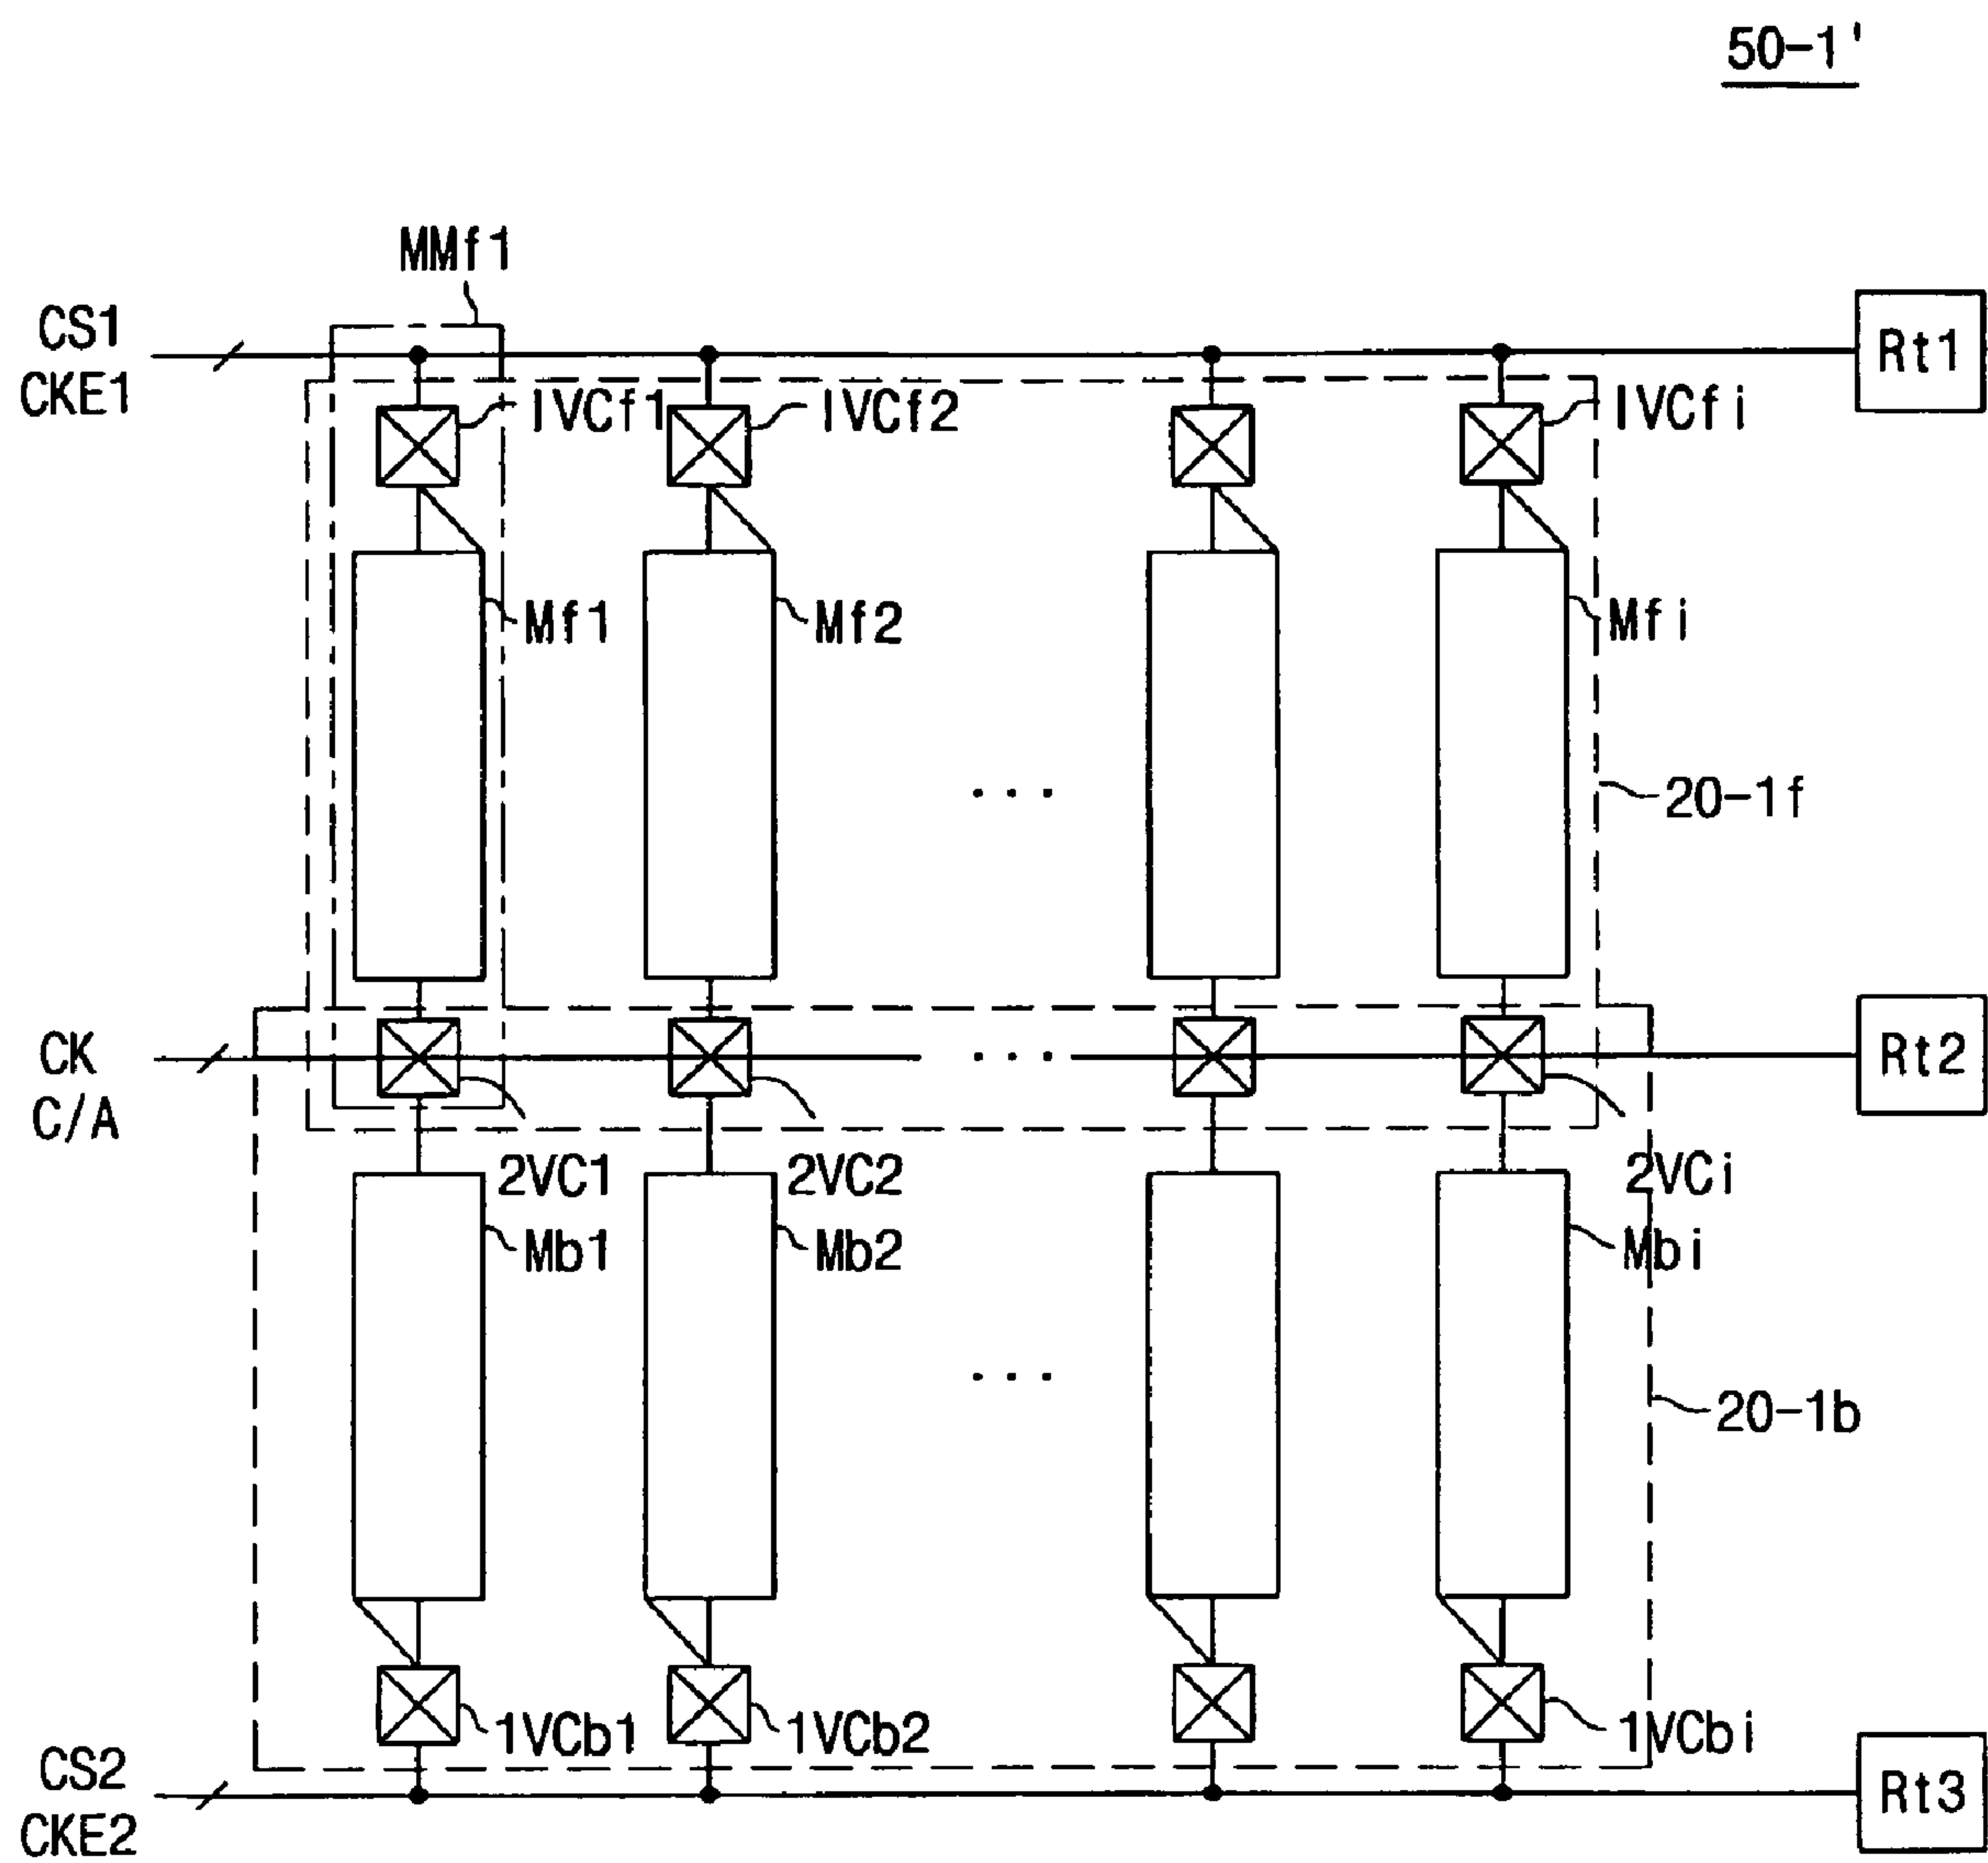 50-1'
MMf1
CS1
CKE1
Rt1
1VCf1
1VCf2
1VCfi
Mf1
Mf2
Mfi
...
20-1f
CK
C/A
...
Rt2
2VC1
2VC2
2VCi
Mb1
Mb2
Mbi
...
20-1b
1VCb1
1VCb2
1VCbi
CS2
CKE2
Rt3